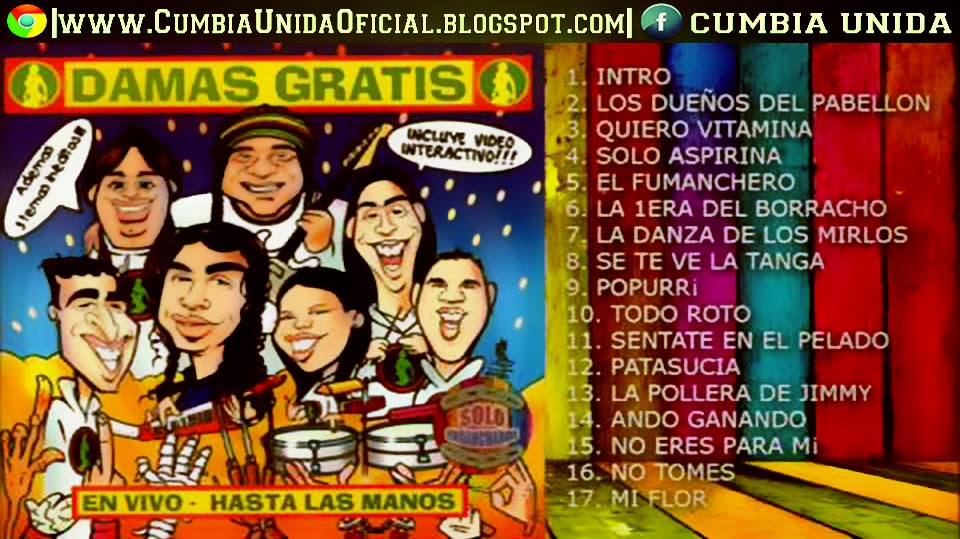 |www.CumbiaUnidaOficial.blogspot.com| f CUMBIA UNIDA
DAMAS GRATIS
Además
temas inéditos!!!
INCLUYE VIDEO
INTERACTIVO!!!
SOLO
EN VIVO - HASTA LAS MANOS
1. INTRO
2. LOS DUEÑOS DEL PABELLON
3. QUIERO VITAMINA
4. SOLO ASPIRINA
5. EL FUMANCHERO
6. LA 1ERA DEL BORRACHO
7. LA DANZA DE LOS MIRLOS
8. SE TE VE LA TANGA
9. POPURRi
10. TODO ROTO
11. SENTATE EN EL PELADO
12. PATASUCIA
13. LA POLLERA DE JIMMY
14. ANDO GANANDO
15. NO ERES PARA Mi
16. NO TOMES
17. MI FLOR